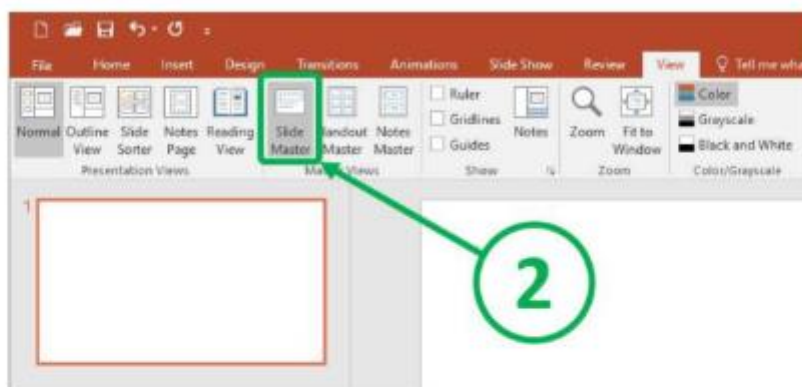 File Home Insert Design Transitions Animations Slide Show Review View Tell me wha
Normal Outline View Slide Sorter Notes Page Reading View Slide Master Handout Master Notes Master Ruler Gridlines Guides Notes Zoom Fit to Window Color Grayscale Black and White
Presentation Views Master Views Show Zoom Color/Grayscale
1
2